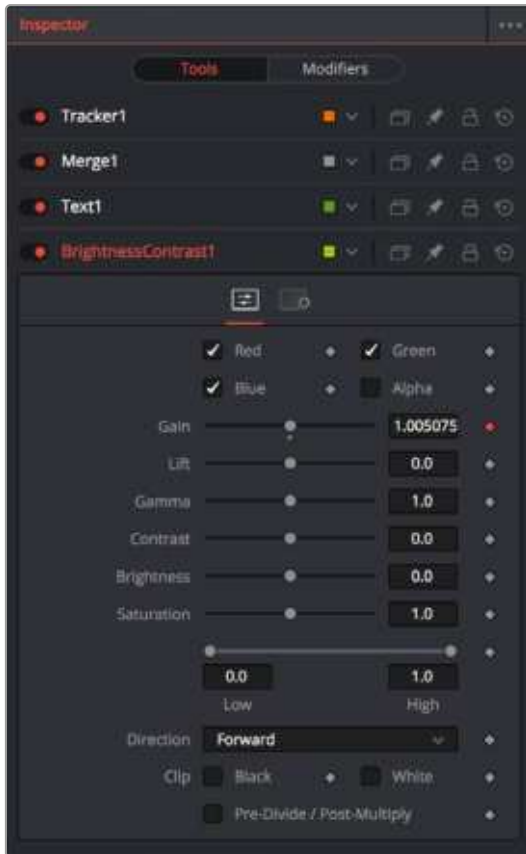 Inspector
Tools Modifiers
Tracker1
Merge1
Text1
BrightnessContrast1
Red Green
Blue Alpha
Gain 1.005075
Lift 0.0
Gamma 1.0
Contrast 0.0
Brightness 0.0
Saturation 1.0
0.0 1.0
Low High
Direction Forward
Clip Black White
Pre-Divide / Post-Multiply